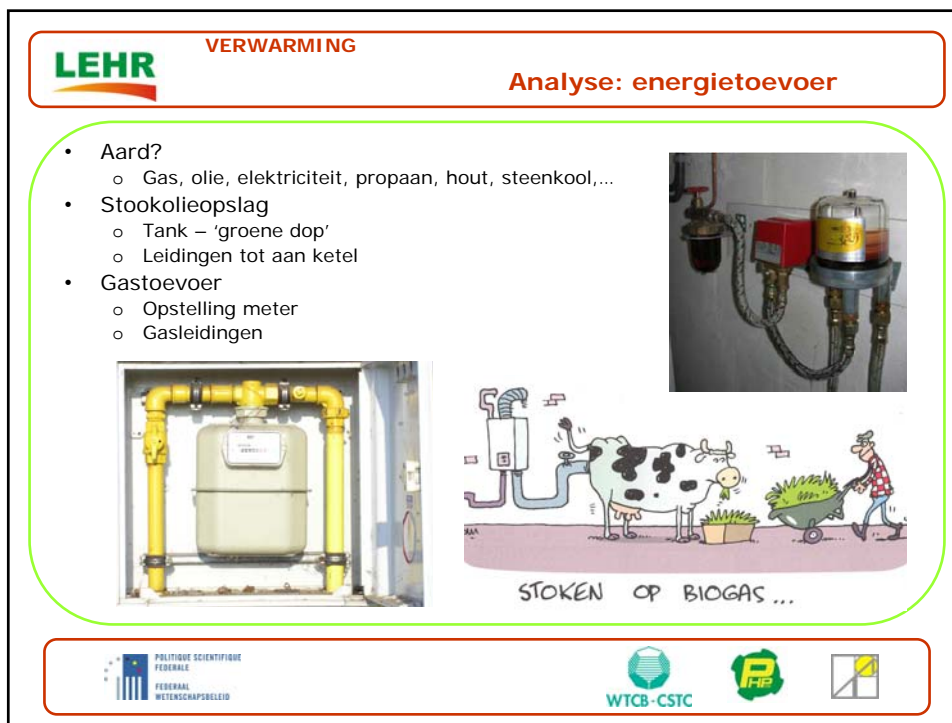 VERWARMING
LEHR
Analyse: energietoevoer
• Aard?
o Gas, olie, elektriciteit, propaan, hout, steenkool,...
• Stookolieopslag
o Tank – ‘groene dop’
o Leidingen tot aan ketel
• Gastoevoer
o Opstelling meter
o Gasleidingen
STOKEN OP BIOGAS...
POLITIQUE SCIENTIFIQUE
FEDERALE
FEDERAAL
WETENSCHAPSBELEID
WTCB-CSTC
PHP